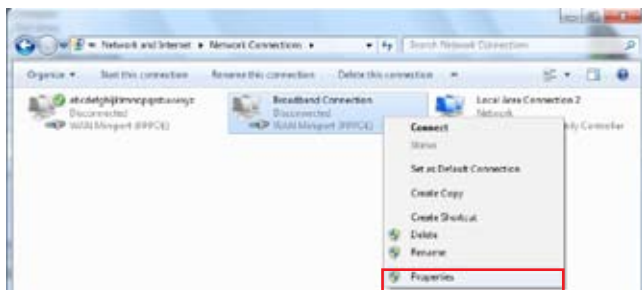 Network and Internet ▸ Network Connections ▸
Search Network Connections
Organize ▾ Start this connection Rename this connection Delete this connection »
Broadband Connection
Disconnected
WAN Miniport (PPPOE)
Disconnected
WAN Miniport (PPPOE)
Local Area Connection 2
Network
ly Controller
Connect
Status
Set as Default Connection
Create Copy
Create Shortcut
Delete
Rename
Properties